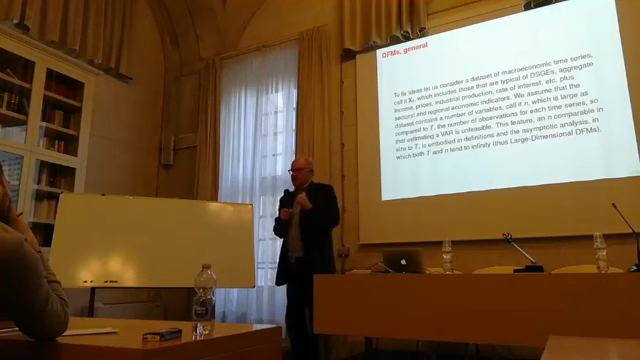 DFMs, general
To fix ideas let us consider a dataset of macroeconomic time series,
call it Xₜ, which includes those that are typical of DSGEs, aggregate
income, prices, industrial production, rate of interest, etc. plus
sectoral and regional economic indicators. We assume that the
dataset contains a number of variables, call it n, which is large as
compared to T, the number of observations for each time series, so
that estimating a VAR is unfeasible. This feature, an n comparable in
size to T, is embodied in definitions and the asymptotic analysis, in
which both T and n tend to infinity (thus Large-Dimensional DFMs).